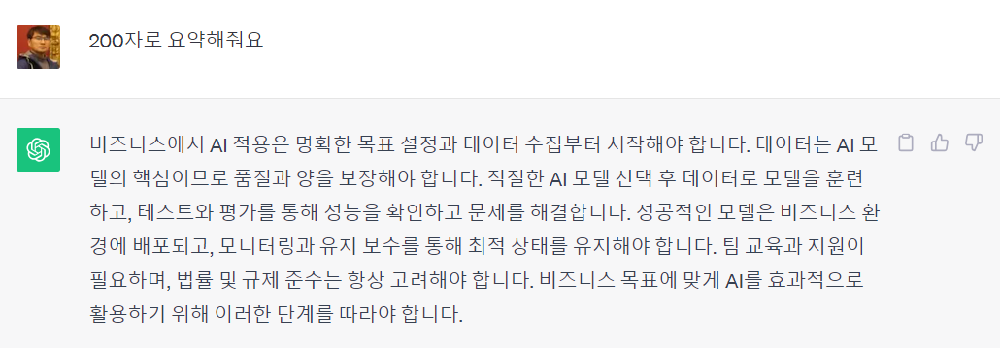 200자로 요약해줘요
비즈니스에서 AI 적용은 명확한 목표 설정과 데이터 수집부터 시작해야 합니다. 데이터는 AI 모
델의 핵심이므로 품질과 양을 보장해야 합니다. 적절한 AI 모델 선택 후 데이터로 모델을 훈련
하고, 테스트와 평가를 통해 성능을 확인하고 문제를 해결합니다. 성공적인 모델은 비즈니스 환
경에 배포되고, 모니터링과 유지 보수를 통해 최적 상태를 유지해야 합니다. 팀 교육과 지원이
필요하며, 법률 및 규제 준수는 항상 고려해야 합니다. 비즈니스 목표에 맞게 AI를 효과적으로
활용하기 위해 이러한 단계를 따라야 합니다.